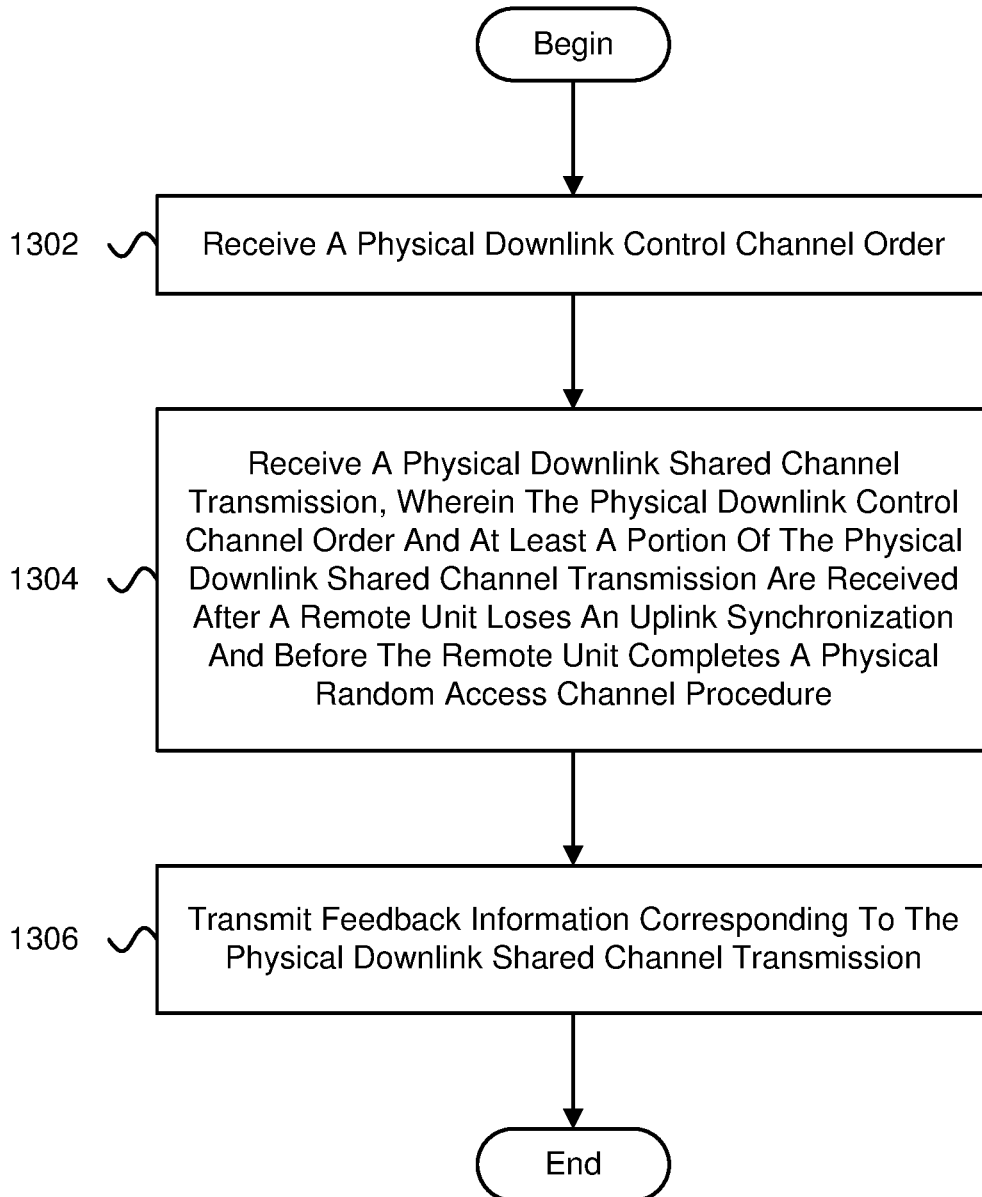 Begin
1302
Receive A Physical Downlink Control Channel Order
1304
Receive A Physical Downlink Shared Channel
Transmission, Wherein The Physical Downlink Control
Channel Order And At Least A Portion Of The Physical
Downlink Shared Channel Transmission Are Received
After A Remote Unit Loses An Uplink Synchronization
And Before The Remote Unit Completes A Physical
Random Access Channel Procedure
1306
Transmit Feedback Information Corresponding To The
Physical Downlink Shared Channel Transmission
End